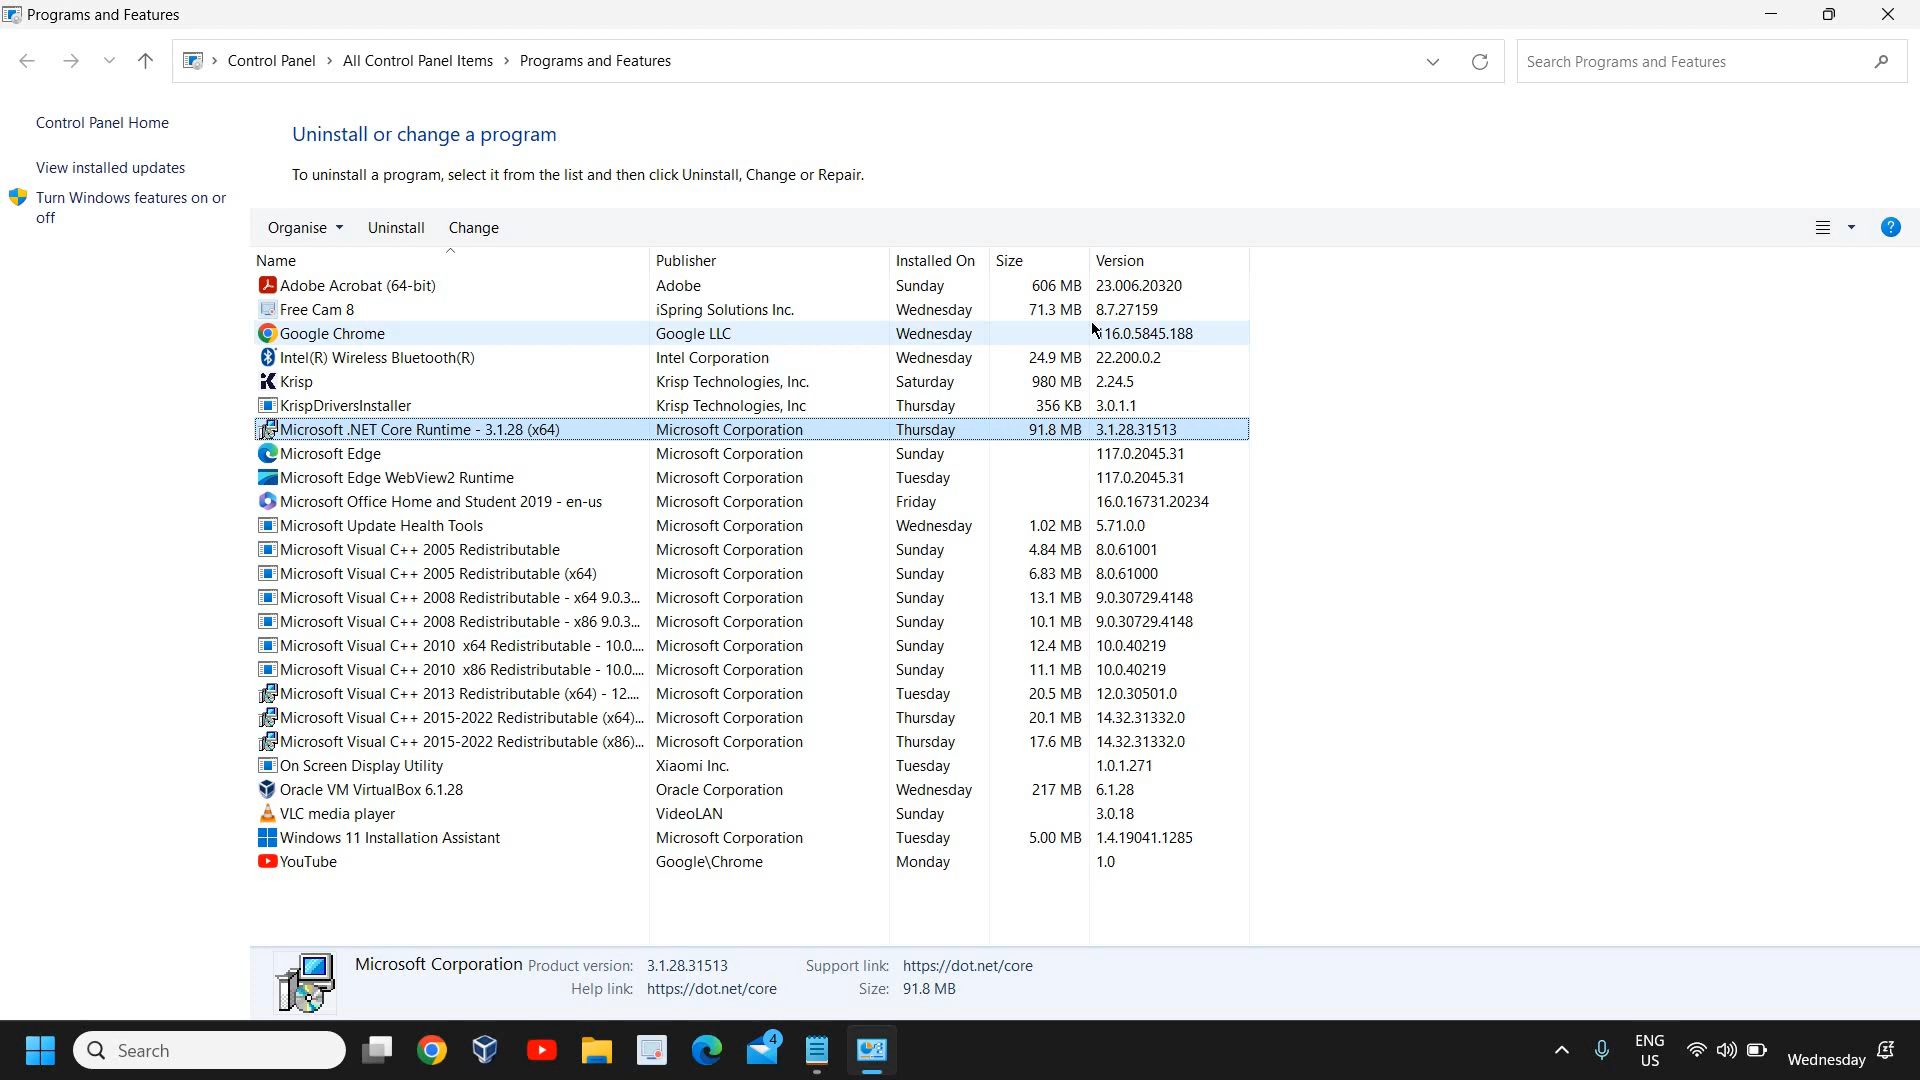 Programs and Features
Control Panel > All Control Panel Items > Programs and Features
Search Programs and Features
Control Panel Home
View installed updates
Turn Windows features on or
off
Uninstall or change a program
To uninstall a program, select it from the list and then click Uninstall, Change or Repair.
Organise Uninstall Change
Name Publisher Installed On Size Version
Adobe Acrobat (64-bit) Adobe Sunday 606 MB 23.006.20320
Free Cam 8 iSpring Solutions Inc. Wednesday 71.3 MB 8.7.27159
Google Chrome Google LLC Wednesday 116.0.5845.188
Intel(R) Wireless Bluetooth(R) Intel Corporation Wednesday 24.9 MB 22.200.0.2
Krisp Krisp Technologies, Inc. Saturday 980 MB 2.24.5
KrispDriversInstaller Krisp Technologies, Inc Thursday 356 KB 3.0.1.1
Microsoft .NET Core Runtime - 3.1.28 (x64) Microsoft Corporation Thursday 91.8 MB 3.1.28.31513
Microsoft Edge Microsoft Corporation Sunday 117.0.2045.31
Microsoft Edge WebView2 Runtime Microsoft Corporation Tuesday 117.0.2045.31
Microsoft Office Home and Student 2019 - en-us Microsoft Corporation Friday 16.0.16731.20234
Microsoft Update Health Tools Microsoft Corporation Wednesday 1.02 MB 5.71.0.0
Microsoft Visual C++ 2005 Redistributable Microsoft Corporation Sunday 4.84 MB 8.0.61001
Microsoft Visual C++ 2005 Redistributable (x64) Microsoft Corporation Sunday 6.83 MB 8.0.61000
Microsoft Visual C++ 2008 Redistributable - x64 9.0.3... Microsoft Corporation Sunday 13.1 MB 9.0.30729.4148
Microsoft Visual C++ 2008 Redistributable - x86 9.0.3... Microsoft Corporation Sunday 10.1 MB 9.0.30729.4148
Microsoft Visual C++ 2010 x64 Redistributable - 10.0.... Microsoft Corporation Sunday 12.4 MB 10.0.40219
Microsoft Visual C++ 2010 x86 Redistributable - 10.0.... Microsoft Corporation Sunday 11.1 MB 10.0.40219
Microsoft Visual C++ 2013 Redistributable (x64) - 12.... Microsoft Corporation Tuesday 20.5 MB 12.0.30501.0
Microsoft Visual C++ 2015-2022 Redistributable (x64)... Microsoft Corporation Thursday 20.1 MB 14.32.31332.0
Microsoft Visual C++ 2015-2022 Redistributable (x86)... Microsoft Corporation Thursday 17.6 MB 14.32.31332.0
On Screen Display Utility Xiaomi Inc. Tuesday 1.0.1.271
Oracle VM VirtualBox 6.1.28 Oracle Corporation Wednesday 217 MB 6.1.28
VLC media player VideoLAN Sunday 3.0.18
Windows 11 Installation Assistant Microsoft Corporation Tuesday 5.00 MB 1.4.19041.1285
YouTube Google\Chrome Monday 1.0
Microsoft Corporation Product version: 3.1.28.31513 Support link: https://dot.net/core
Help link: https://dot.net/core Size: 91.8 MB
Search 4 ENG
US Wednesday